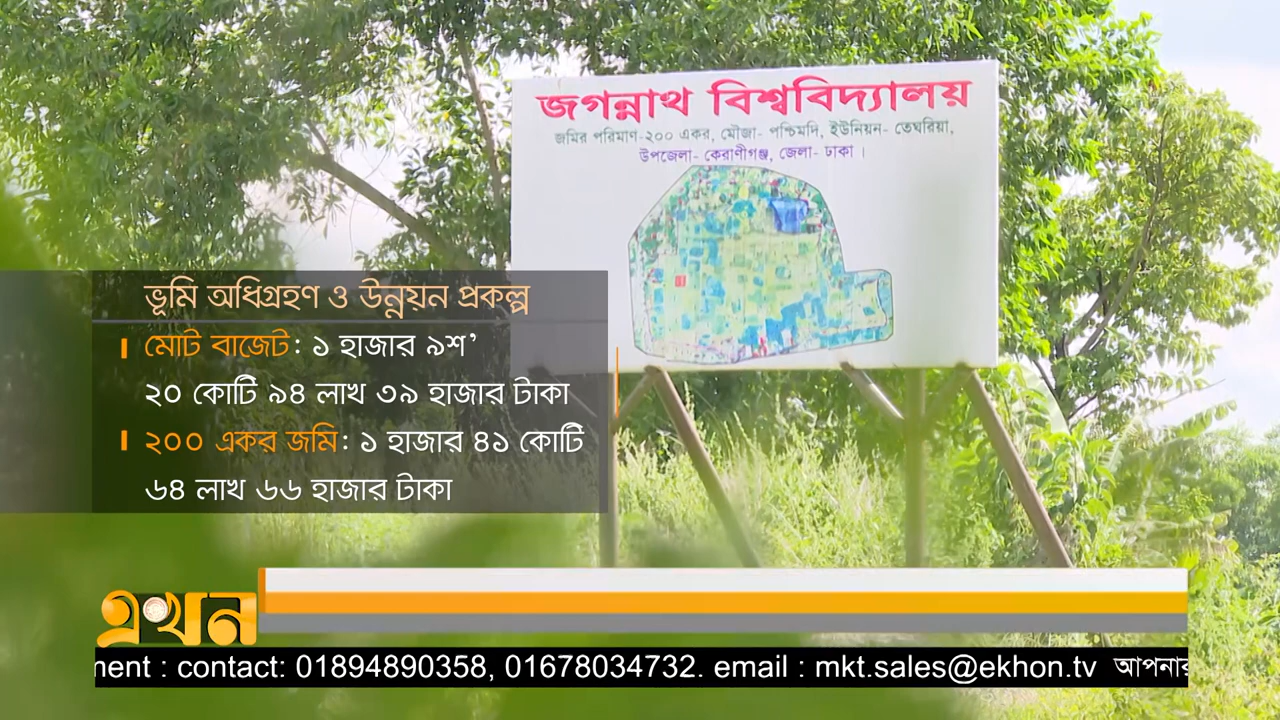 জগন্নাথ বিশ্ববিদ্যালয়
জমির পরিমাণ-২০০ একর, মৌজা- পশ্চিমদি, ইউনিয়ন- তেঘরিয়া,
উপজেলা- কেরাণীগঞ্জ, জেলা- ঢাকা ।
ভূমি অধিগ্রহণ ও উন্নয়ন প্রকল্প
মোট বাজেট: ১ হাজার ৯শ’
২০ কোটি ৯৪ লাখ ৩৯ হাজার টাকা
২০০ একর জমি: ১ হাজার ৪১ কোটি
৬৪ লাখ ৬৬ হাজার টাকা
এখন
ment : contact: 01894890358, 01678034732. email : mkt.sales@ekhon.tv আপনার